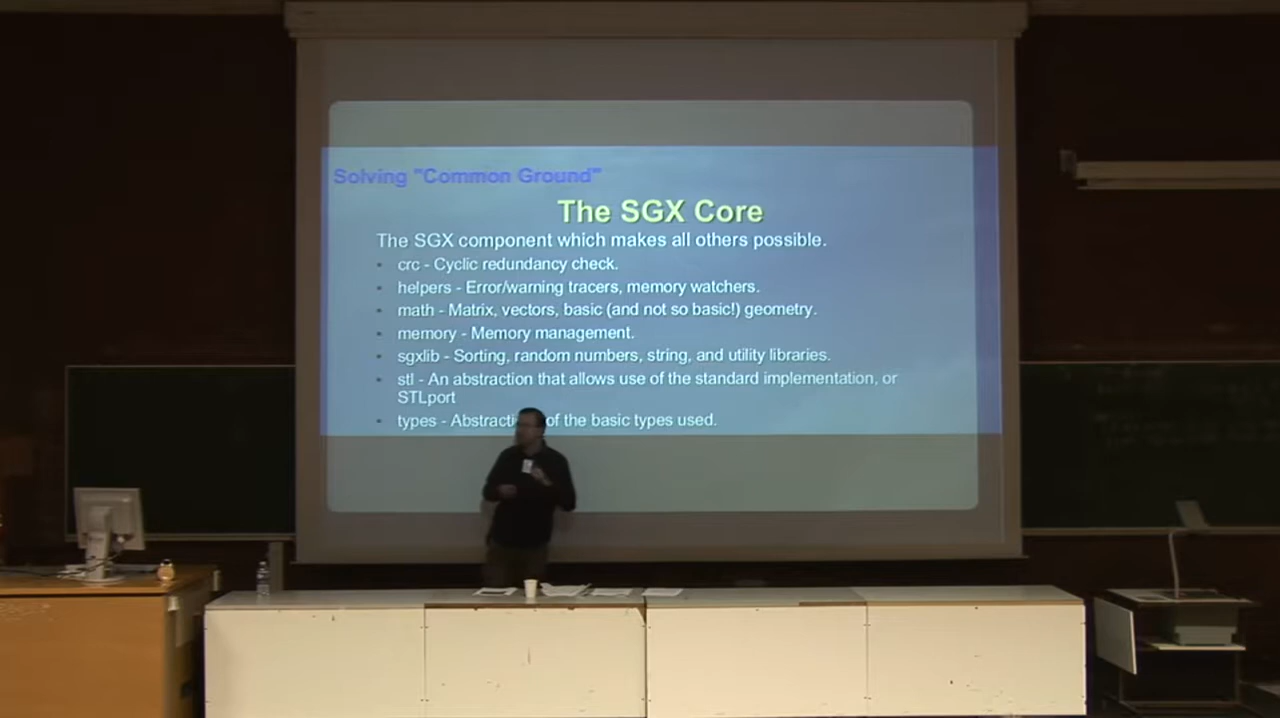 Solving "Common Ground"
The SGX Core
The SGX component which makes all others possible.
• crc - Cyclic redundancy check.
• helpers - Error/warning tracers, memory watchers.
• math - Matrix, vectors, basic (and not so basic!) geometry.
• memory - Memory management.
• sgxlib - Sorting, random numbers, string, and utility libraries.
• stl - An abstraction that allows use of the standard implementation, or
STLport
• types - of the basic types used.